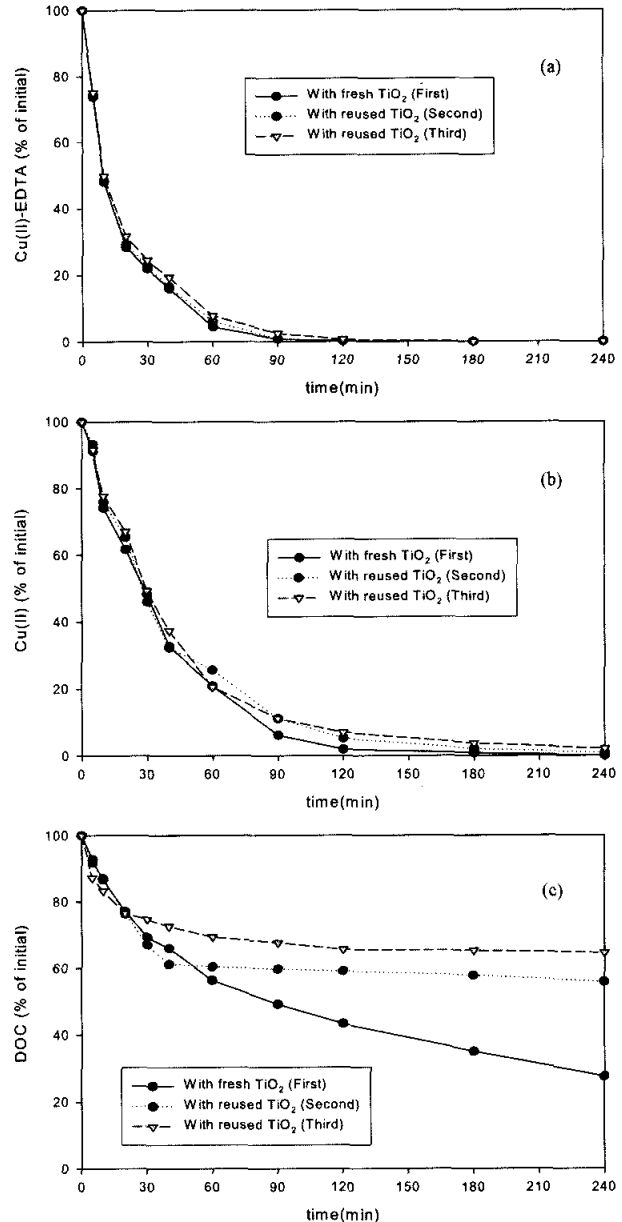 (a)
With fresh TiO₂ (First)
With reused TiO₂ (Second)
With reused TiO₂ (Third)
Cu(II)-EDTA (% of initial)
100
80
60
40
20
0
0 30 60 90 120 150 180 210 240
time(min)
(b)
With fresh TiO₂ (First)
With reused TiO₂ (Second)
With reused TiO₂ (Third)
Cu(II) (% of initial)
100
80
60
40
20
0
0 30 60 90 120 150 180 210 240
time(min)
(c)
With fresh TiO₂ (First)
With reused TiO₂ (Second)
With reused TiO₂ (Third)
DOC (% of initial)
100
80
60
40
20
0
0 30 60 90 120 150 180 210 240
time(min)